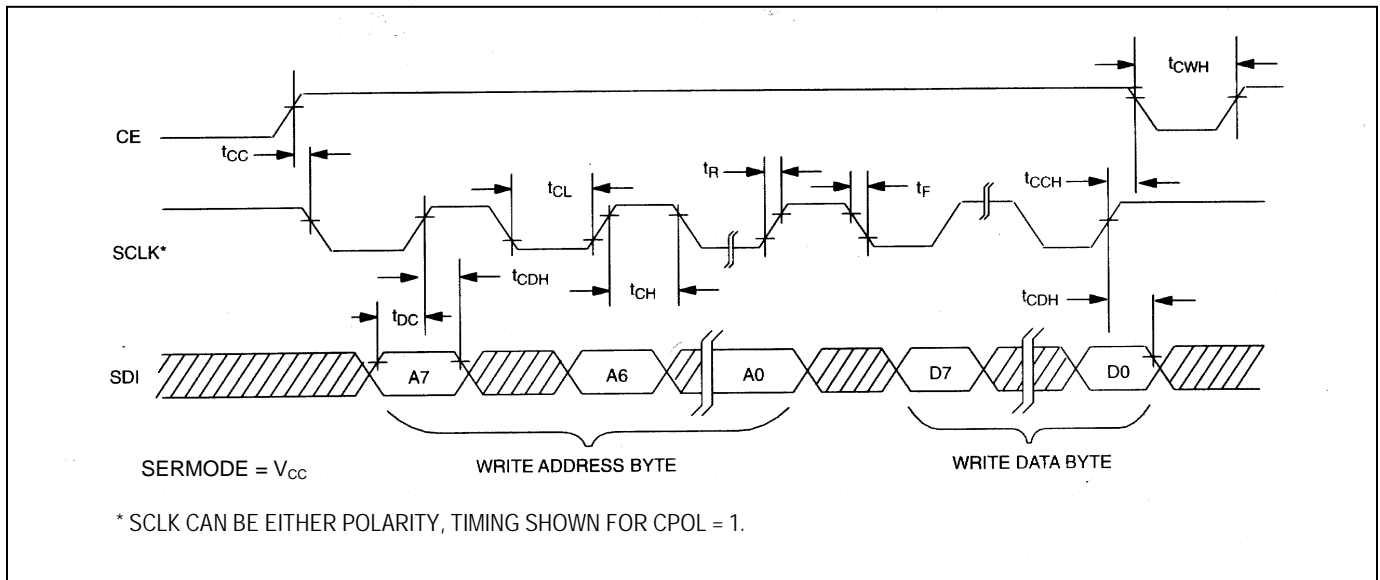 tCWH
CE
tCC
tCL
tR
tF
tCCH
SCLK*
tCDH
tCH
tCDH
tDC
SDI
A7
A6
A0
D7
D0
WRITE ADDRESS BYTE
WRITE DATA BYTE
SERMODE = VCC
* SCLK CAN BE EITHER POLARITY, TIMING SHOWN FOR CPOL = 1.